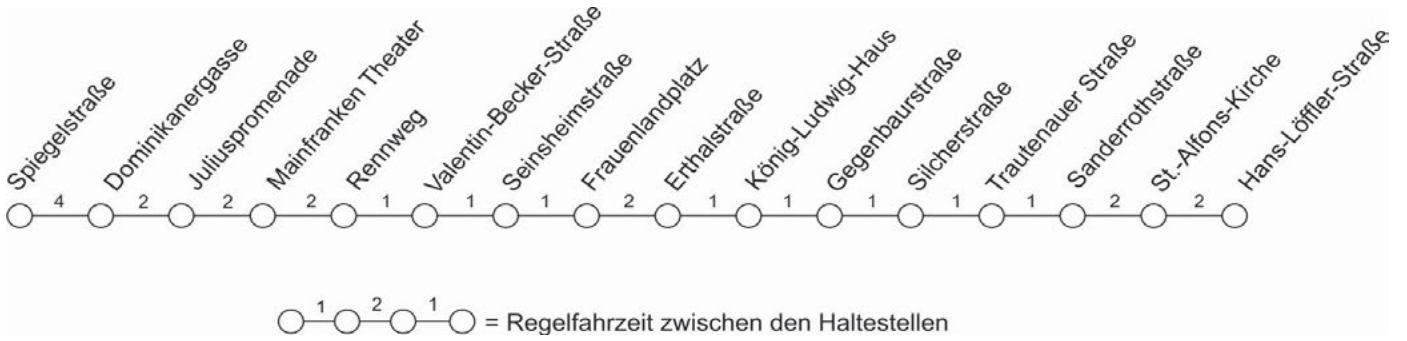 Spiegelstraße
Dominikanergasse
Juliuspromenade
Mainfranken Theater
Rennweg
Valentin-Becker-Straße
Seinsheimstraße
Frauenlandplatz
Erthalstraße
König-Ludwig-Haus
Gegenbaurstraße
Silcherstraße
Trautenauer Straße
Sanderrothstraße
St.-Alfons-Kirche
Hans-Löffler-Straße
4 2 2 2 1 1 1 2 1 1 1 1 1 2 2
1 2 1 = Regelfahrzeit zwischen den Haltestellen